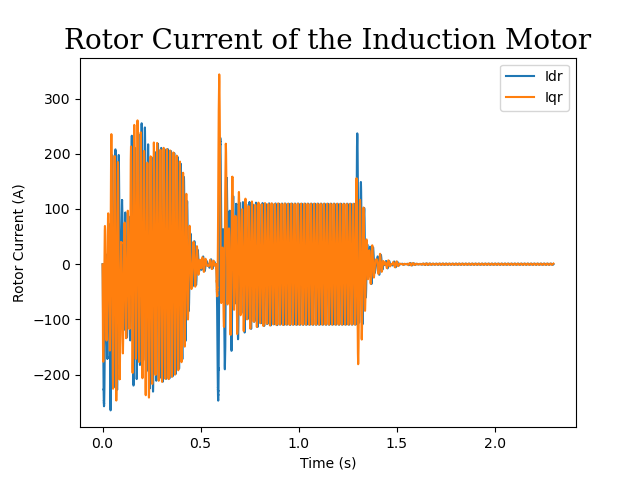 Rotor Current of the Induction Motor
Idr
Iqr
300
200
100
0
−100
−200
Rotor Current (A)
0.0 0.5 1.0 1.5 2.0
Time (s)